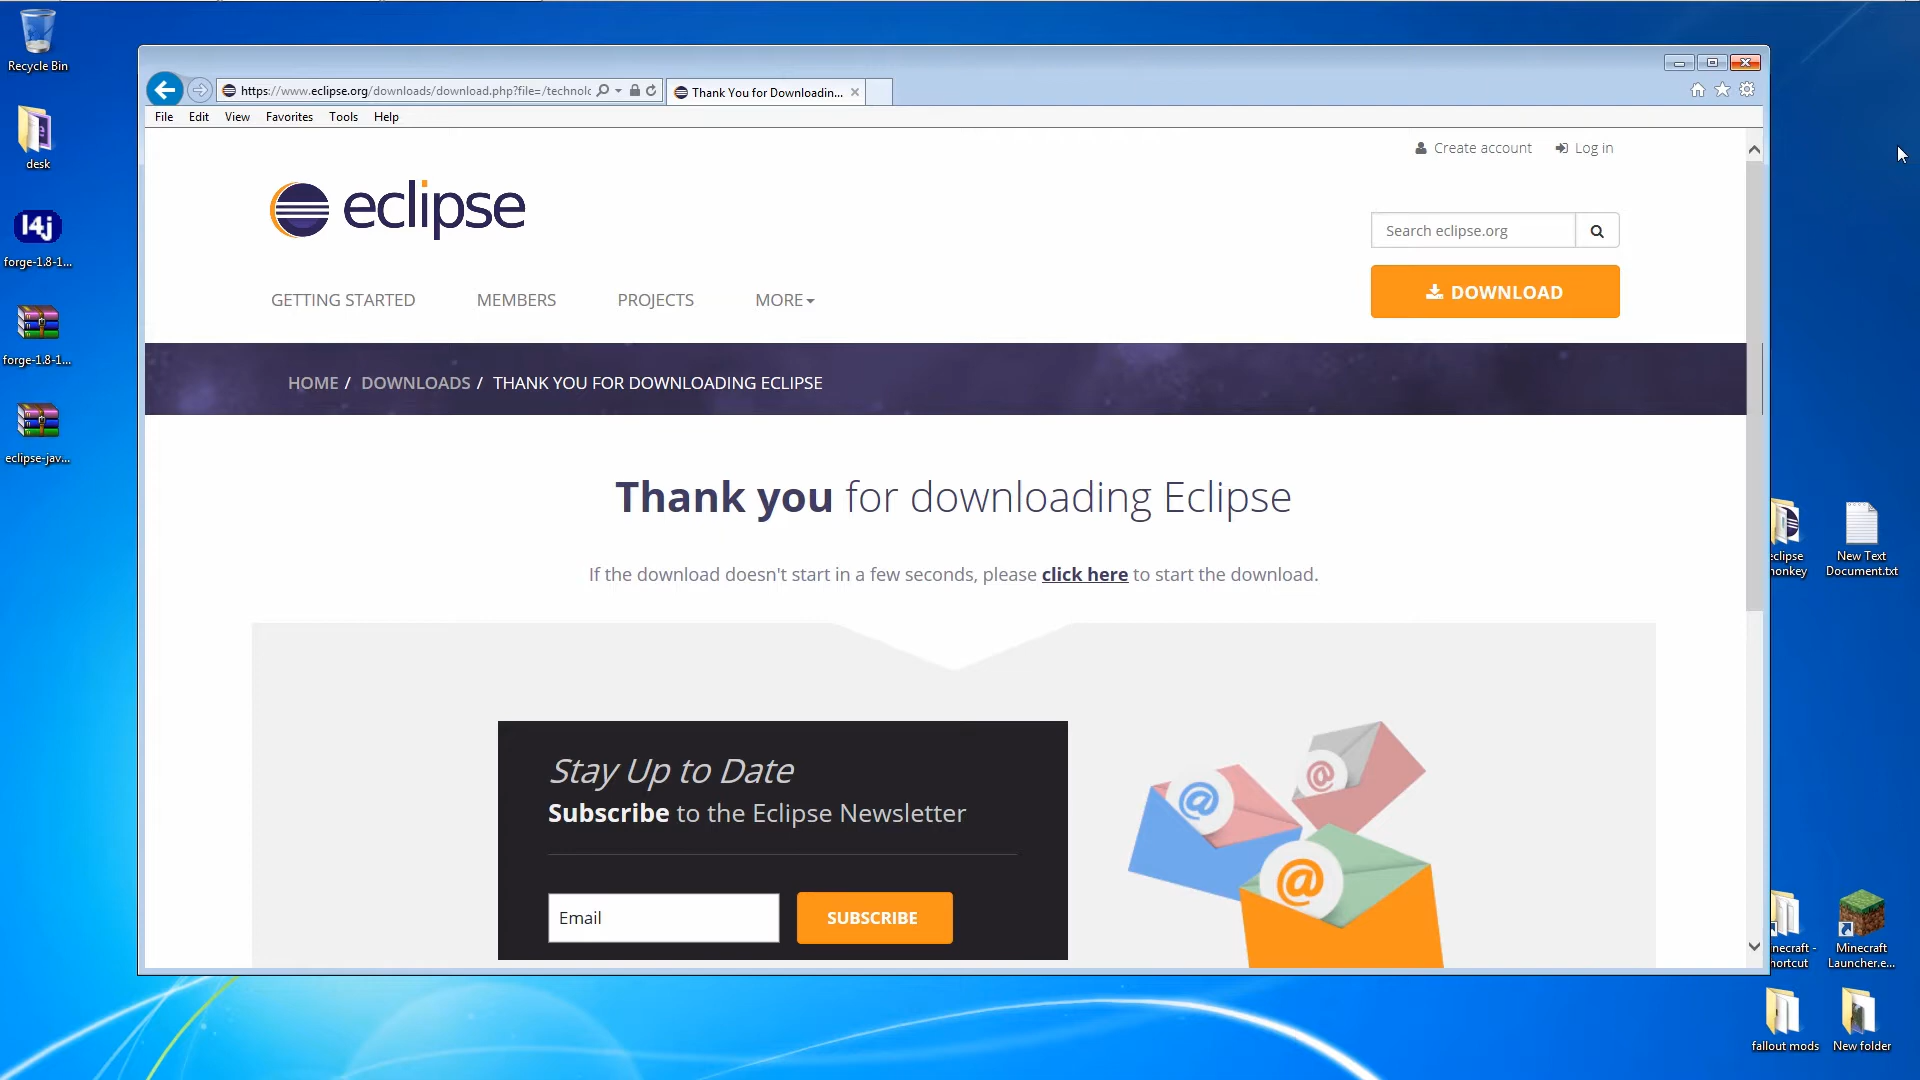 Recycle Bin
desk
forge-1.8-1...
forge-1.8-1...
eclipse-jav...
https://www.eclipse.org/downloads/download.php?file=/technolc
Thank You for Downloadin...
File Edit View Favorites Tools Help
Create account Log in
eclipse
Search eclipse.org
DOWNLOAD
GETTING STARTED MEMBERS PROJECTS MORE
HOME / DOWNLOADS / THANK YOU FOR DOWNLOADING ECLIPSE
Thank you for downloading Eclipse
If the download doesn't start in a few seconds, please click here to start the download.
Stay Up to Date
Subscribe to the Eclipse Newsletter
Email
SUBSCRIBE
@
@
@
l4j
eclipse
monkey
New Text
Document.txt
necraft -
hortcut
Minecraft
Launcher.e...
fallout mods
New folder